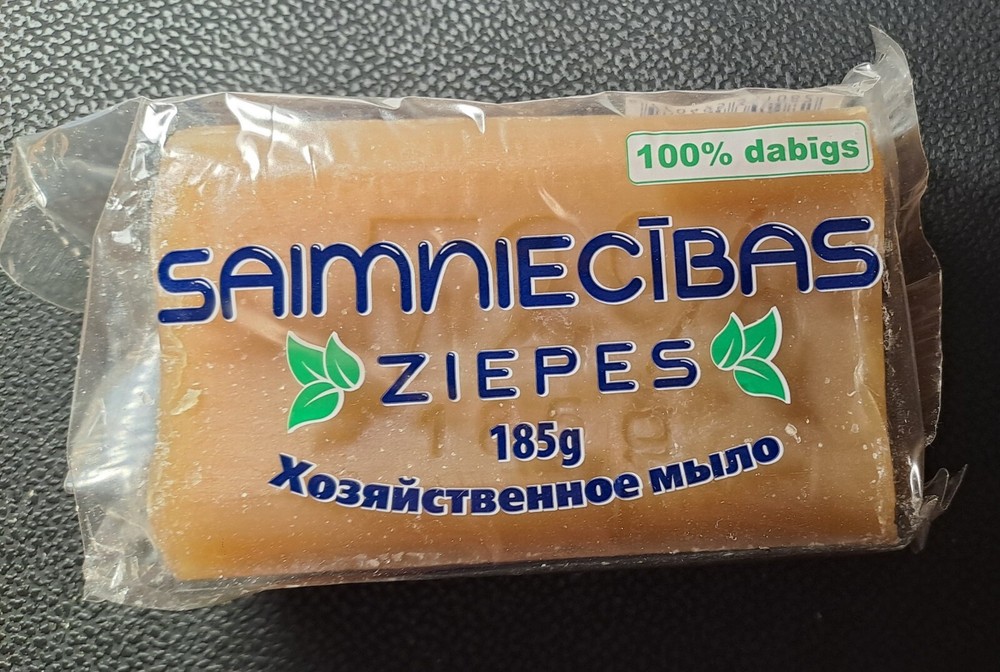 100% dabīgs
SAIMNIECĪBAS
ZIEPES
185g
Хозяйственное мыло